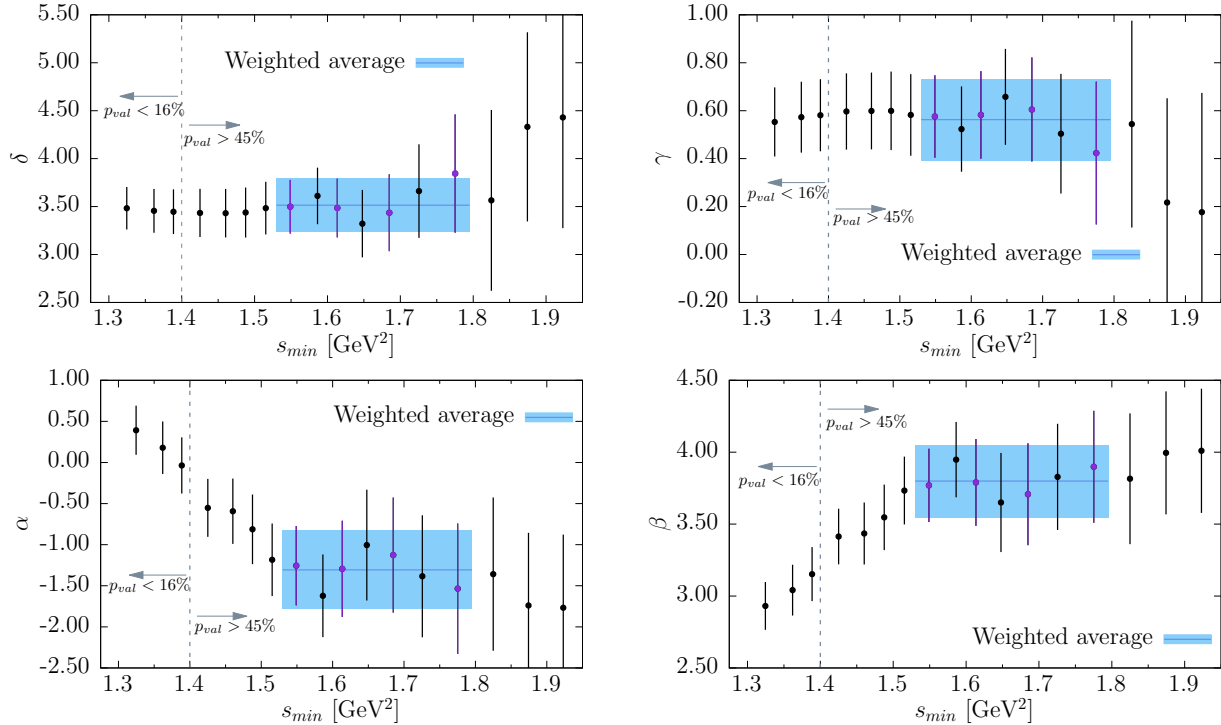 5.50
5.00
4.50
4.00
3.50
3.00
2.50
δ
Weighted average
p_val < 16%
p_val > 45%
1.3 1.4 1.5 1.6 1.7 1.8 1.9
s_min [GeV²]
1.00
0.80
0.60
0.40
0.20
0.00
-0.20
γ
p_val < 16%
p_val > 45%
Weighted average
1.3 1.4 1.5 1.6 1.7 1.8 1.9
s_min [GeV²]
1.00
0.50
0.00
-0.50
-1.00
-1.50
-2.00
-2.50
α
Weighted average
p_val < 16%
p_val > 45%
1.3 1.4 1.5 1.6 1.7 1.8 1.9
s_min [GeV²]
4.50
4.00
3.50
3.00
2.50
β
p_val > 45%
p_val < 16%
Weighted average
1.3 1.4 1.5 1.6 1.7 1.8 1.9
s_min [GeV²]